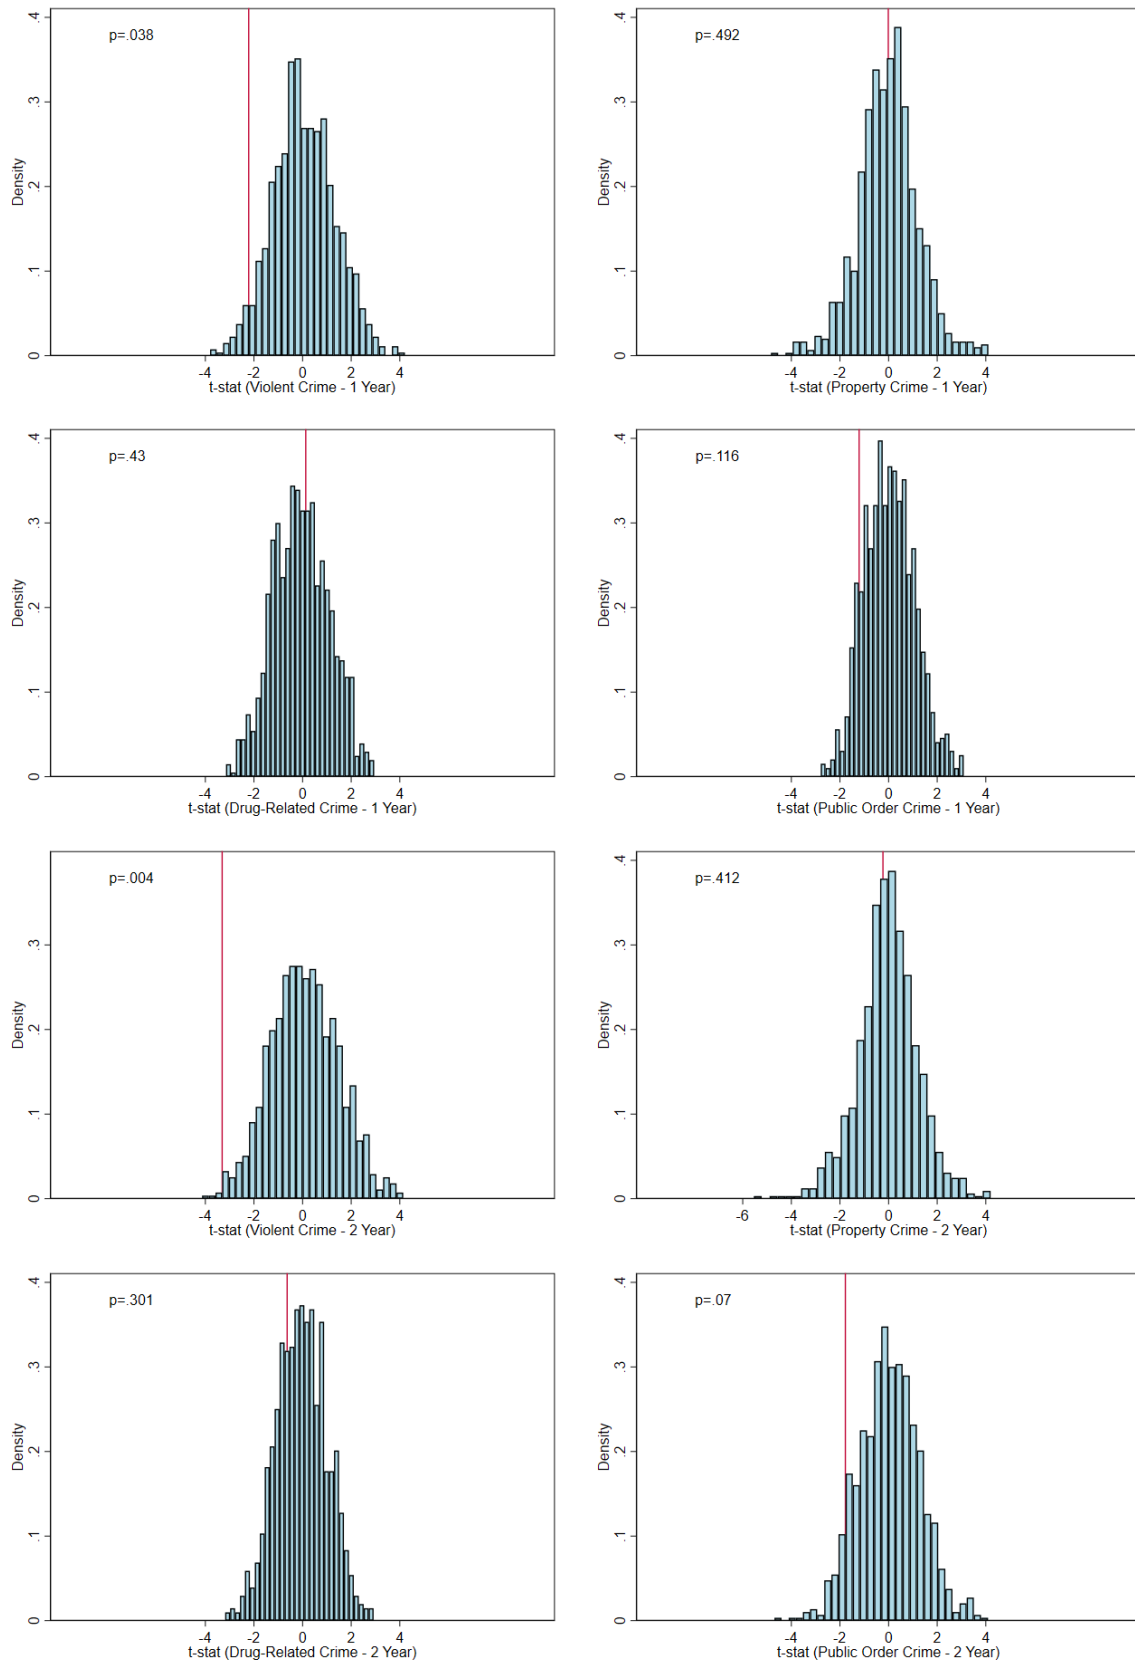 p=.038
Density
0 .1 .2 .3 .4
-4 -2 0 2 4
t-stat (Violent Crime - 1 Year)
p=.492
Density
0 .1 .2 .3 .4
-4 -2 0 2 4
t-stat (Property Crime - 1 Year)
p=.43
Density
0 .1 .2 .3 .4
-4 -2 0 2 4
t-stat (Drug-Related Crime - 1 Year)
p=.116
Density
0 .1 .2 .3 .4
-4 -2 0 2 4
t-stat (Public Order Crime - 1 Year)
p=.004
Density
0 .1 .2 .3
-4 -2 0 2 4
t-stat (Violent Crime - 2 Year)
p=.412
Density
0 .1 .2 .3 .4
-6 -4 -2 0 2 4
t-stat (Property Crime - 2 Year)
p=.301
Density
0 .1 .2 .3 .4
-4 -2 0 2 4
t-stat (Drug-Related Crime - 2 Year)
p=.07
Density
0 .1 .2 .3 .4
-4 -2 0 2 4
t-stat (Public Order Crime - 2 Year)